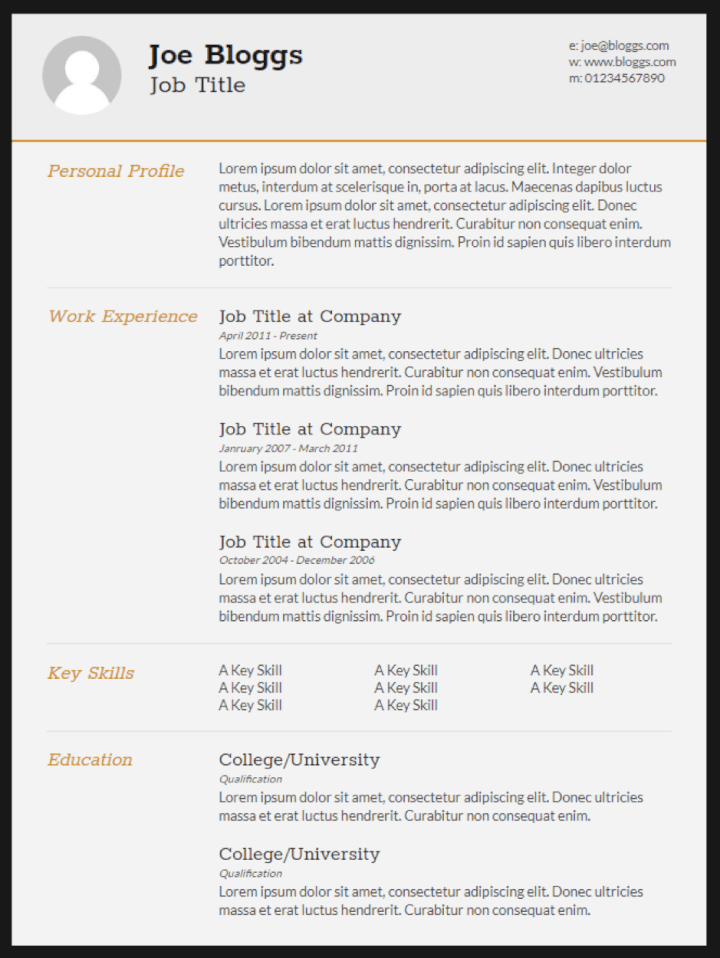 Joe Bloggs
Job Title
e: joe@bloggs.com
w: www.bloggs.com
m: 01234567890
Personal Profile
Lorem ipsum dolor sit amet, consectetur adipiscing elit. Integer dolor
metus, interdum at scelerisque in, porta at lacus. Maecenas dapibus luctus
cursus. Lorem ipsum dolor sit amet, consectetur adipiscing elit. Donec
ultricies massa et erat luctus hendrerit. Curabitur non consequat enim.
Vestibulum bibendum mattis dignissim. Proin id sapien quis libero interdum
porttitor.
Work Experience
Job Title at Company
April 2011 - Present
Lorem ipsum dolor sit amet, consectetur adipiscing elit. Donec ultricies
massa et erat luctus hendrerit. Curabitur non consequat enim. Vestibulum
bibendum mattis dignissim. Proin id sapien quis libero interdum porttitor.
Job Title at Company
Janruary 2007 - March 2011
Lorem ipsum dolor sit amet, consectetur adipiscing elit. Donec ultricies
massa et erat luctus hendrerit. Curabitur non consequat enim. Vestibulum
bibendum mattis dignissim. Proin id sapien quis libero interdum porttitor.
Job Title at Company
October 2004 - December 2006
Lorem ipsum dolor sit amet, consectetur adipiscing elit. Donec ultricies
massa et erat luctus hendrerit. Curabitur non consequat enim. Vestibulum
bibendum mattis dignissim. Proin id sapien quis libero interdum porttitor.
Key Skills
A Key Skill A Key Skill A Key Skill
A Key Skill A Key Skill A Key Skill
A Key Skill A Key Skill
Education
College/University
Qualification
Lorem ipsum dolor sit amet, consectetur adipiscing elit. Donec ultricies
massa et erat luctus hendrerit. Curabitur non consequat enim.
College/University
Qualification
Lorem ipsum dolor sit amet, consectetur adipiscing elit. Donec ultricies
massa et erat luctus hendrerit. Curabitur non consequat enim.